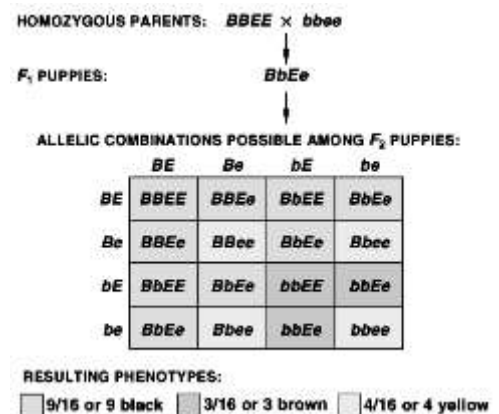 HOMOZYGOUS PARENTS: BBEE × bbee
F₁ PUPPIES: BbEe
ALLELIC COMBINATIONS POSSIBLE AMONG F₂ PUPPIES:
BE Be bE be
BE BBEE BBEe BbEE BbEe
Be BBEe BBee BbEe Bbee
bE BbEE BbEe bbEE bbEe
be BbEe Bbee bbEe bbee
RESULTING PHENOTYPES:
9/16 or 9 black 3/16 or 3 brown 4/16 or 4 yellow